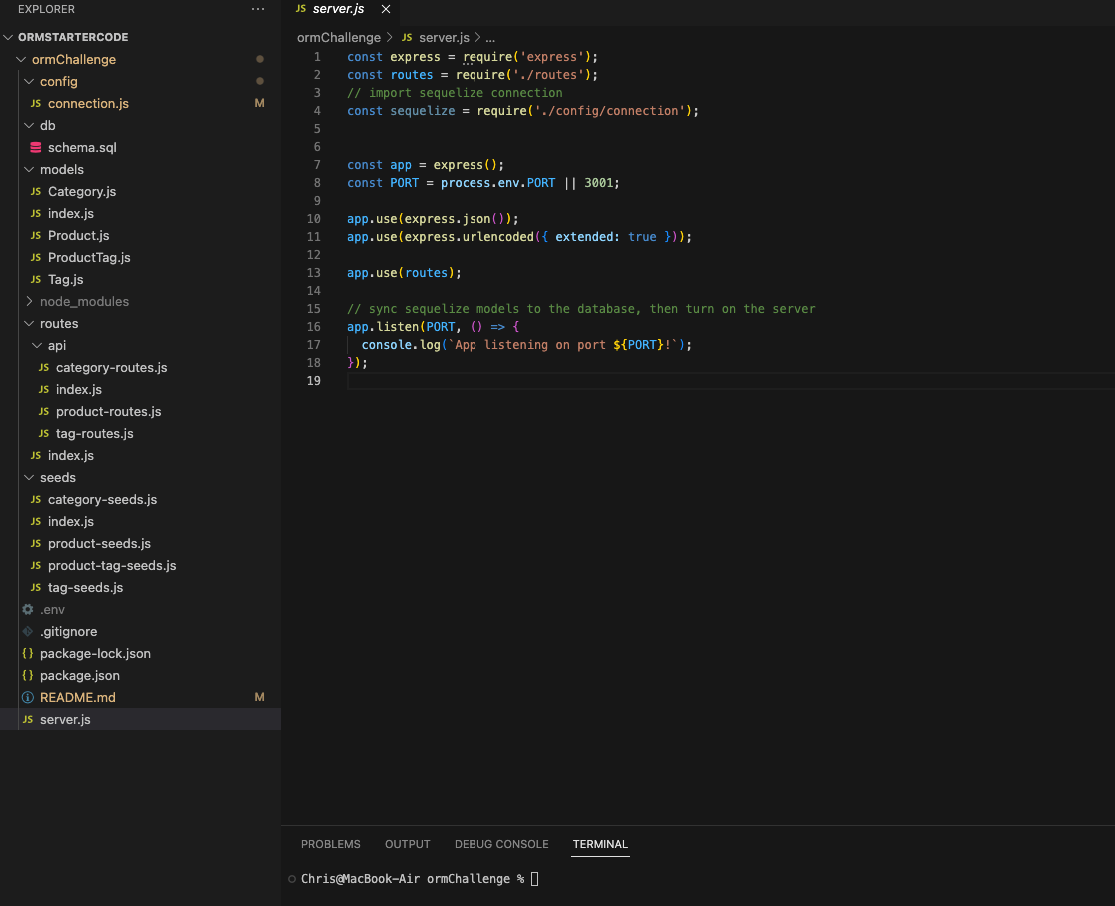 EXPLORER
ORMSTARTERCODE
ormChallenge
config
JS connection.js M
db
schema.sql
models
JS Category.js
JS index.js
JS Product.js
JS ProductTag.js
JS Tag.js
node_modules
routes
api
JS category-routes.js
JS index.js
JS product-routes.js
JS tag-routes.js
JS index.js
seeds
JS category-seeds.js
JS index.js
JS product-seeds.js
JS product-tag-seeds.js
JS tag-seeds.js
.env
.gitignore
{} package-lock.json
{} package.json
README.md M
JS server.js
JS server.js
ormChallenge > JS server.js > ...
1 const express = require('express');
2 const routes = require('./routes');
3 // import sequelize connection
4 const sequelize = require('./config/connection');
5
6
7 const app = express();
8 const PORT = process.env.PORT || 3001;
9
10 app.use(express.json());
11 app.use(express.urlencoded({ extended: true }));
12
13 app.use(routes);
14
15 // sync sequelize models to the database, then turn on the server
16 app.listen(PORT, () => {
17 console.log(`App listening on port ${PORT}!`);
18 });
19
PROBLEMS OUTPUT DEBUG CONSOLE TERMINAL
Chris@MacBook-Air ormChallenge %